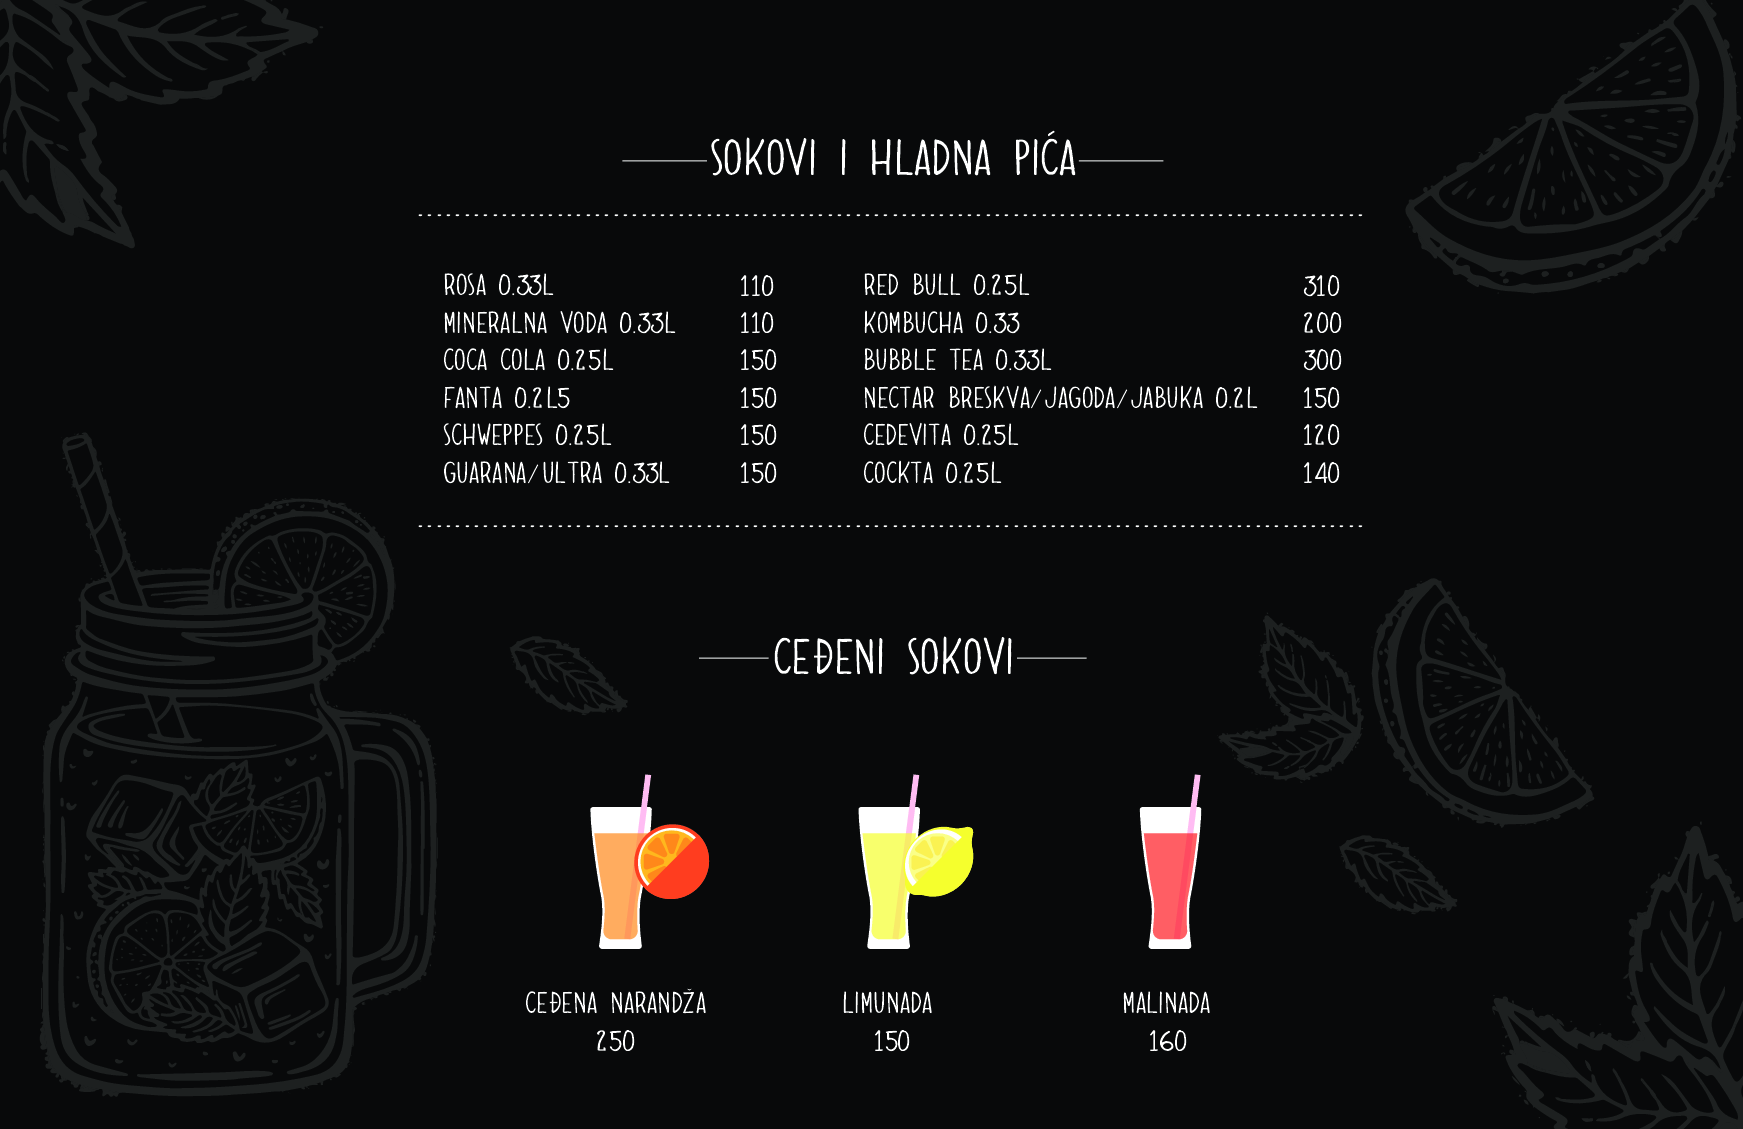 SOKOVI I HLADNA PIĆA
ROSA 0.33L 110
MINERALNA VODA 0.33L 110
COCA COLA 0.25L 150
FANTA 0.2L5 150
SCHWEPPES 0.25L 150
GUARANA/ULTRA 0.33L 150
RED BULL 0.25L 310
KOMBUCHA 0.33 200
BUBBLE TEA 0.33L 300
NECTAR BRESKVA/JAGODA/JABUKA 0.2L 150
CEDEVITA 0.25L 120
COCKTA 0.25L 140
CEĐENI SOKOVI
CEĐENA NARANDŽA
250
LIMUNADA
150
MALINADA
160